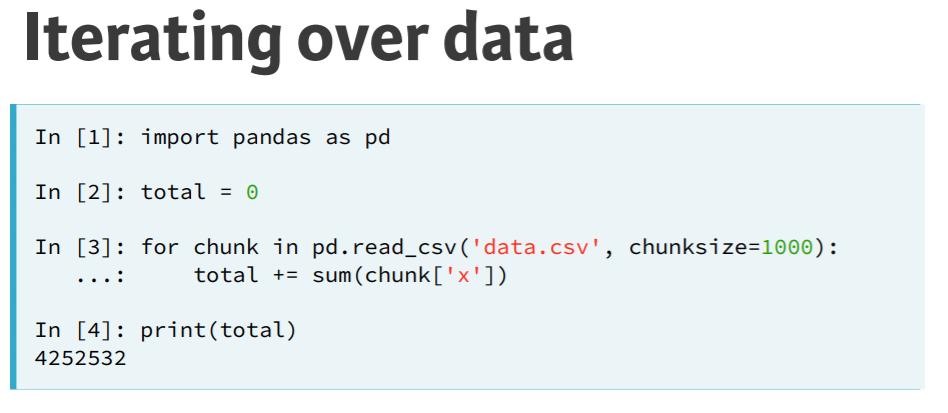 Iterating over data
In [1]: import pandas as pd
In [2]: total = 0
In [3]: for chunk in pd.read_csv('data.csv', chunksize=1000):
   ...:     total += sum(chunk['x'])
In [4]: print(total)
4252532